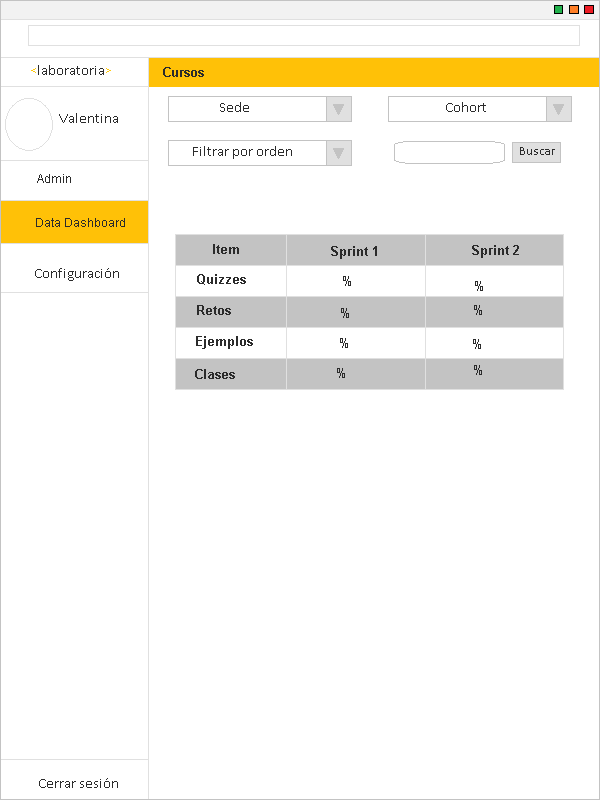 <laboratoria>
Cursos
Valentina
Sede
Cohort
Filtrar por orden
Buscar
Admin
Data Dashboard
Configuración
Item Sprint 1 Sprint 2
Quizzes % %
Retos % %
Ejemplos % %
Clases % %
Cerrar sesión